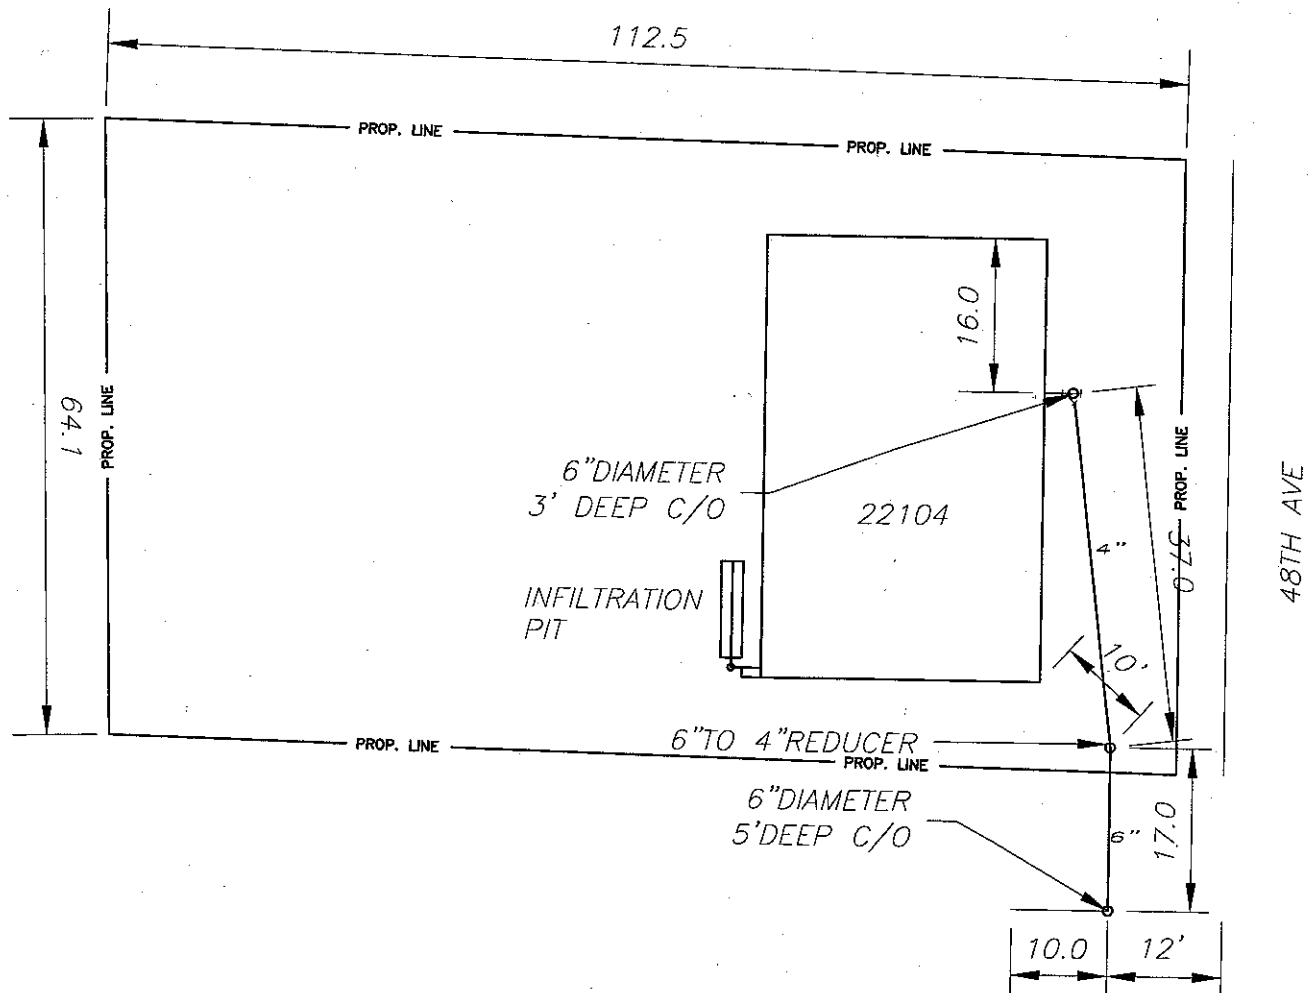 112.5
PROP. LINE
PROP. LINE
16.0
64.1
PROP. LINE
PROP. LINE
6"DIAMETER
3' DEEP C/O
22104
4"
37.0
48TH AVE
INFILTRATION
PIT
10'
6"TO 4"REDUCER
PROP. LINE
PROP. LINE
6"DIAMETER
5'DEEP C/O
6"
17.0
10.0
12'